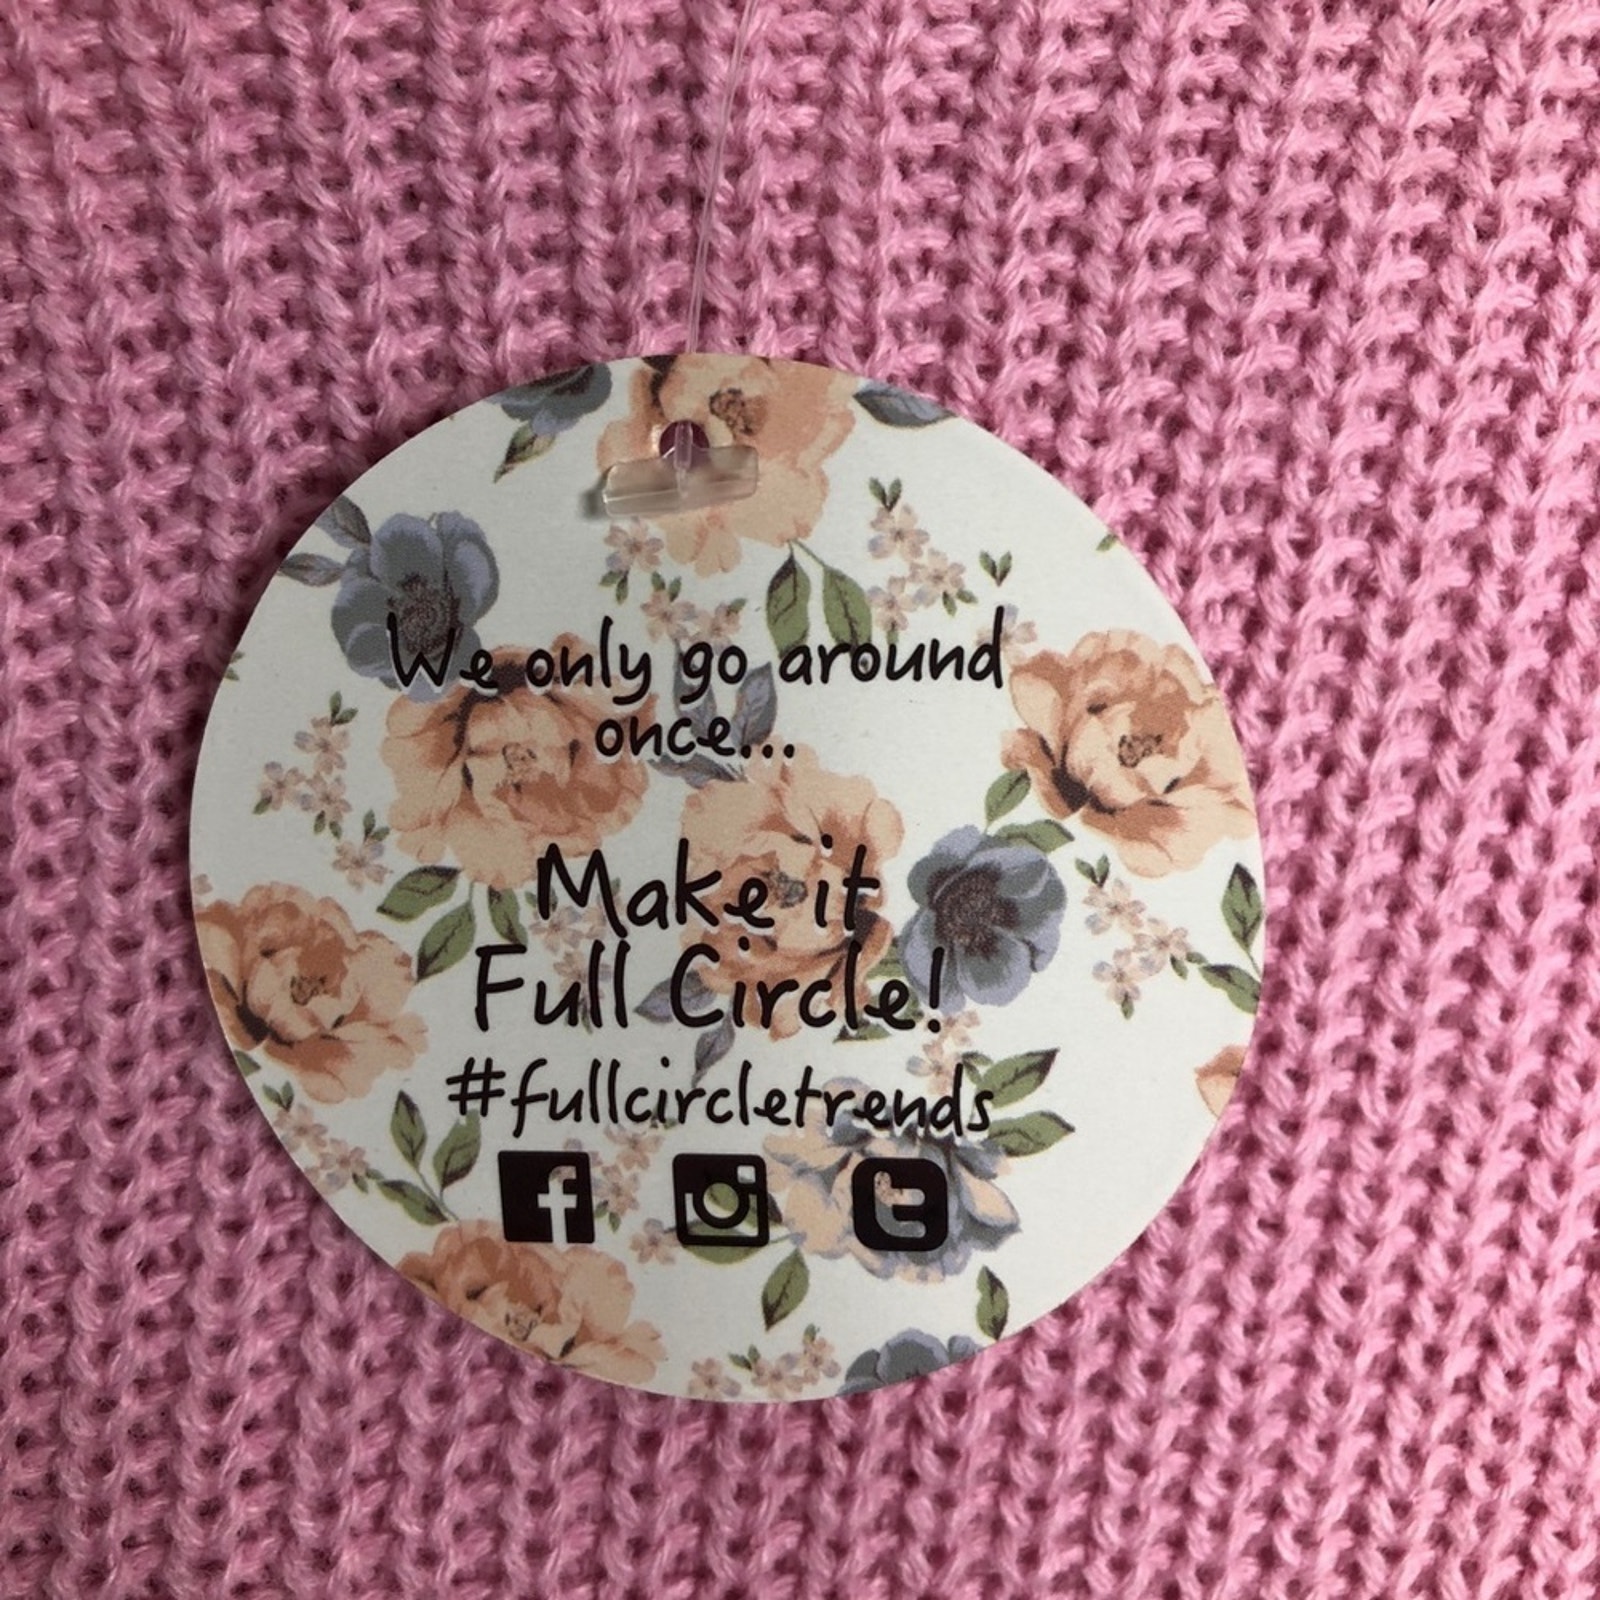 We only go around
once...
Make it
Full Circle!
#fullcircletrends